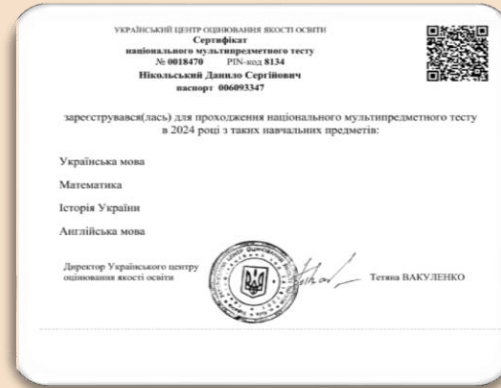 УКРАЇНСЬКИЙ ЦЕНТР ОЦІНЮВАННЯ ЯКОСТІ ОСВІТИ
Сертифікат
національного мультипредметного тесту
№ 0018470 PIN-код 8134
Нікольський Данило Сергійович
паспорт 006093347
зареєструвався(лась) для проходження національного мультипредметного тесту
в 2024 році з таких навчальних предметів:
Українська мова
Математика
Історія України
Англійська мова
Директор Українського центру
оцінювання якості освіти
Тетяна ВАКУЛЕНКО